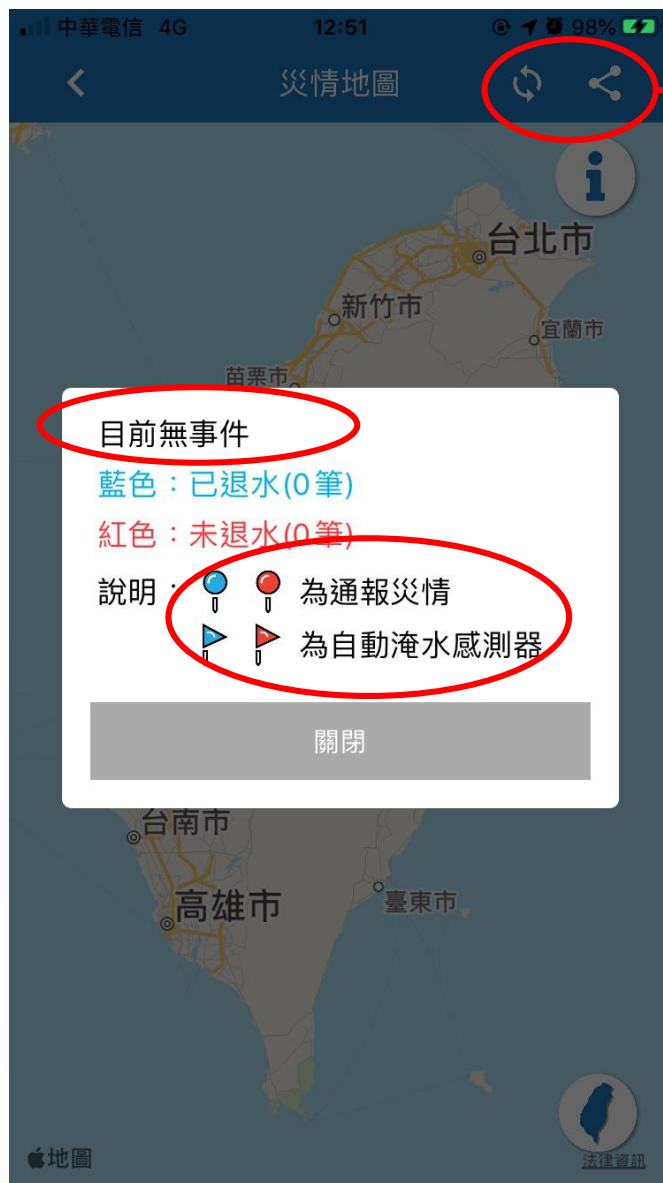 中華電信 4G 12:51 98%
災情地圖
台北市
新竹市
宜蘭市
苗栗市
目前無事件
藍色：已退水(0筆)
紅色：未退水(0筆)
說明： 為通報災情
為自動淹水感測器
關閉
台南市
高雄市
臺東市
地圖
法律資訊